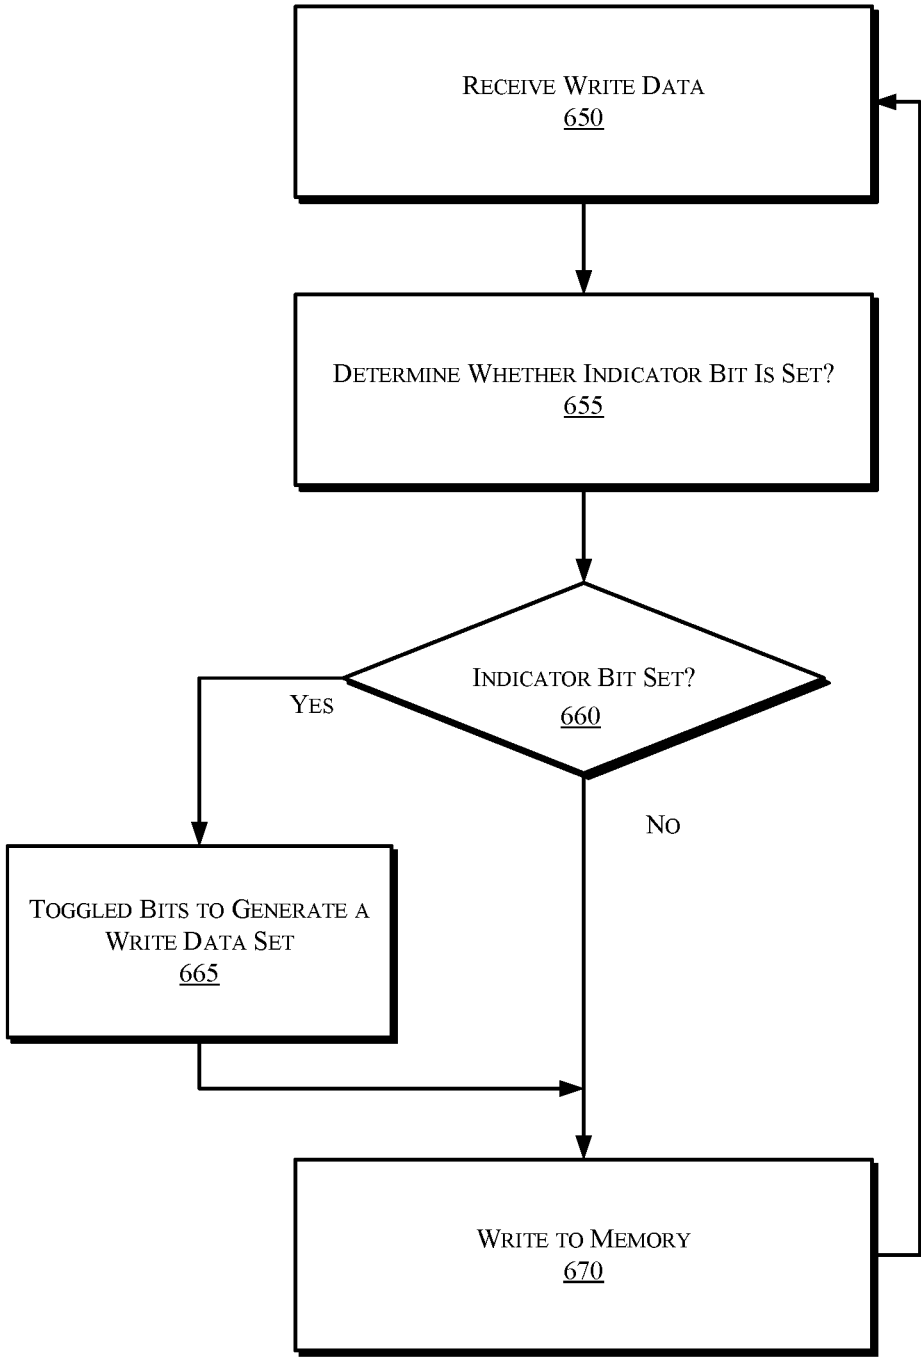 RECEIVE WRITE DATA
650
DETERMINE WHETHER INDICATOR BIT IS SET?
655
INDICATOR BIT SET?
660
YES
NO
TOGGLED BITS TO GENERATE A
WRITE DATA SET
665
WRITE TO MEMORY
670